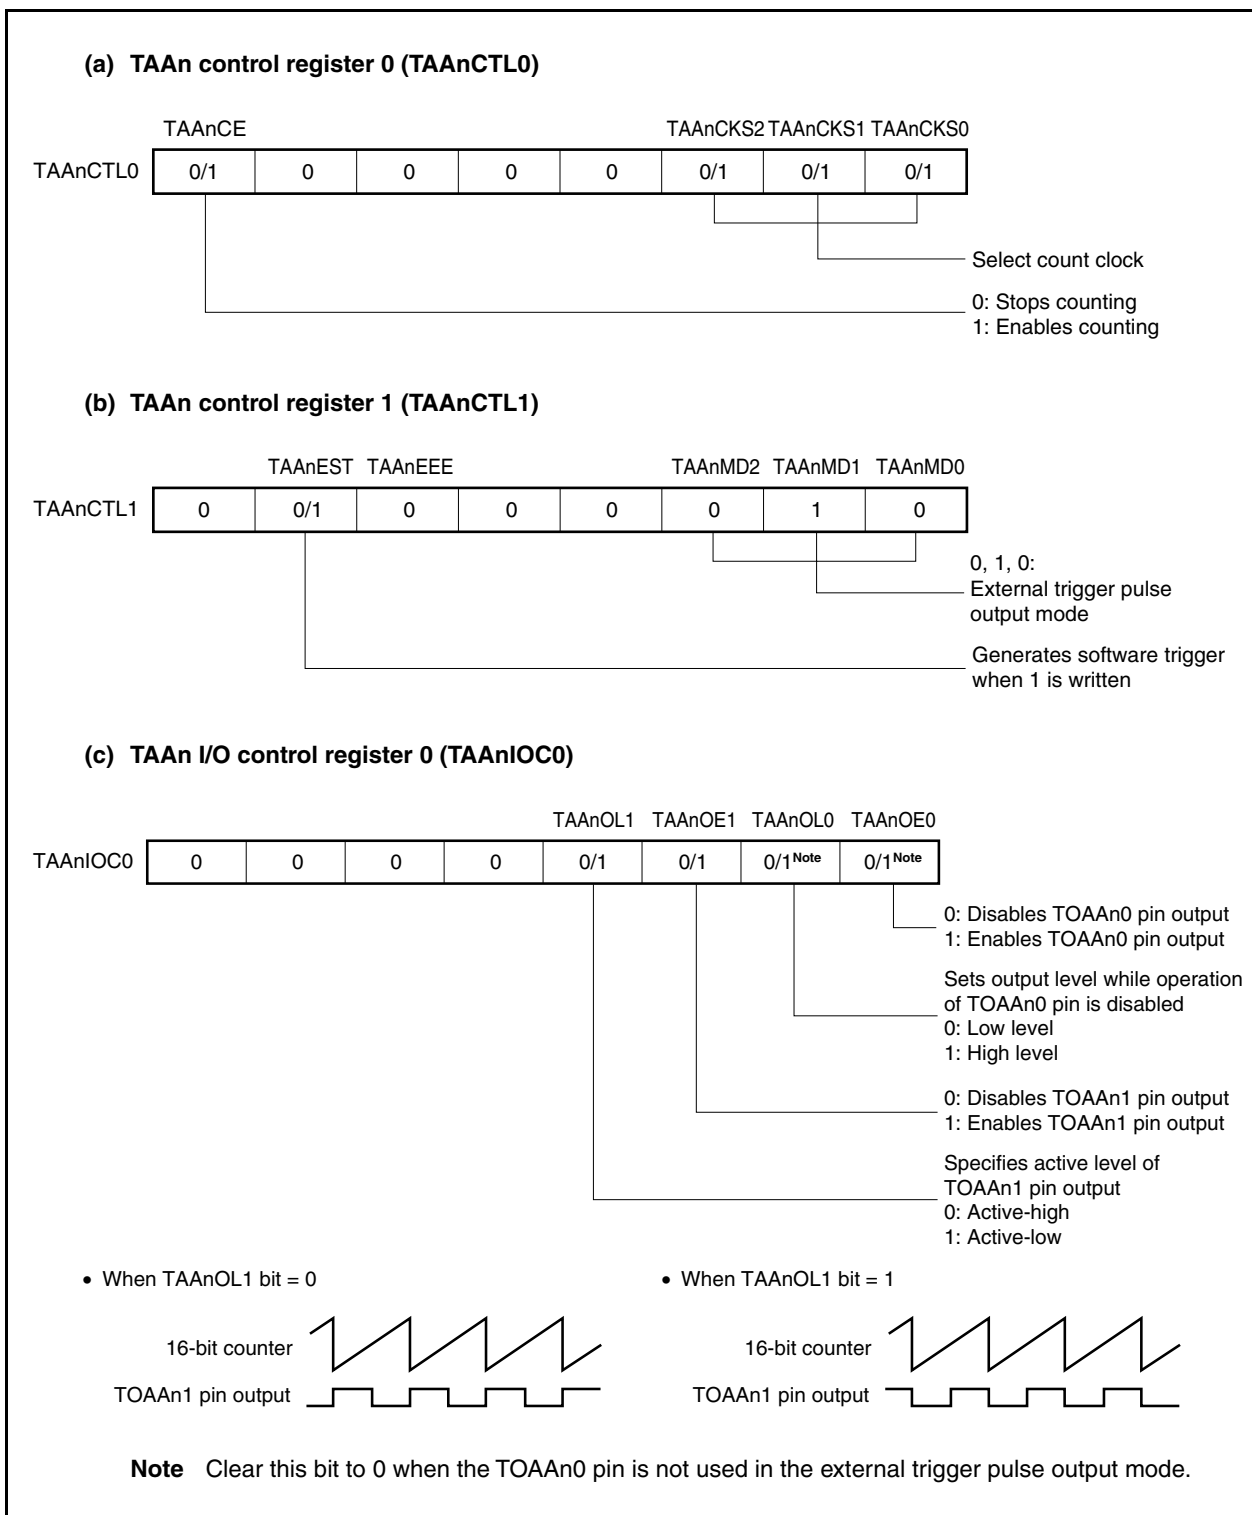 (a) TAAn control register 0 (TAAnCTL0)
TAAnCE TAAnCKS2 TAAnCKS1 TAAnCKS0
TAAnCTL0 0/1 0 0 0 0 0/1 0/1 0/1
Select count clock
0: Stops counting
1: Enables counting
(b) TAAn control register 1 (TAAnCTL1)
TAAnEST TAAnEEE TAAnMD2 TAAnMD1 TAAnMD0
TAAnCTL1 0 0/1 0 0 0 0 1 0
0, 1, 0:
External trigger pulse
output mode
Generates software trigger
when 1 is written
(c) TAAn I/O control register 0 (TAAnIOC0)
TAAnOL1 TAAnOE1 TAAnOL0 TAAnOE0
TAAnIOC0 0 0 0 0 0/1 0/1 0/1Note 0/1Note
0: Disables TOAAn0 pin output
1: Enables TOAAn0 pin output
Sets output level while operation
of TOAAn0 pin is disabled
0: Low level
1: High level
0: Disables TOAAn1 pin output
1: Enables TOAAn1 pin output
Specifies active level of
TOAAn1 pin output
0: Active-high
1: Active-low
• When TAAnOL1 bit = 0
16-bit counter
TOAAn1 pin output
• When TAAnOL1 bit = 1
16-bit counter
TOAAn1 pin output
Note Clear this bit to 0 when the TOAAn0 pin is not used in the external trigger pulse output mode.